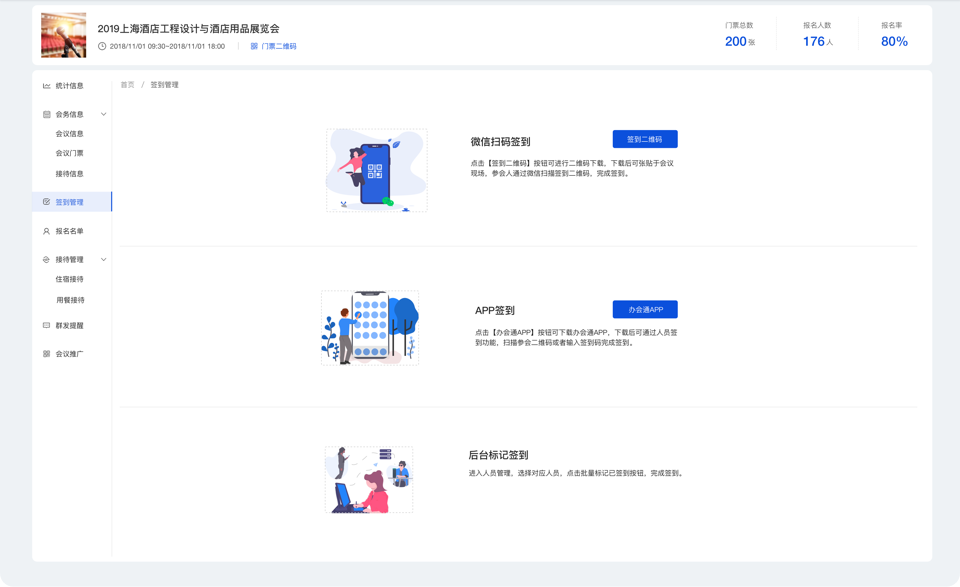 2019上海酒店工程设计与酒店用品展览会
2018/11/01 09:30~2018/11/01 18:00
门票二维码
门票总数
200张
报名人数
176人
报名率
80%
统计信息
会务信息
会议信息
会议门票
接待信息
签到管理
报名名单
接待管理
住宿接待
用餐接待
群发提醒
会议推广
首页 / 签到管理
微信扫码签到
签到二维码
点击【签到二维码】按钮可进行二维码下载，下载后可张贴于会议
现场，参会人通过微信扫描签到二维码，完成签到。
APP签到
办会通APP
点击【办会通APP】按钮可下载办会通APP，下载后可通过人员签
到功能，扫描参会二维码或者输入签到码完成签到。
后台标记签到
进入人员管理，选择对应人员，点击批量标记已签到按钮，完成签到。